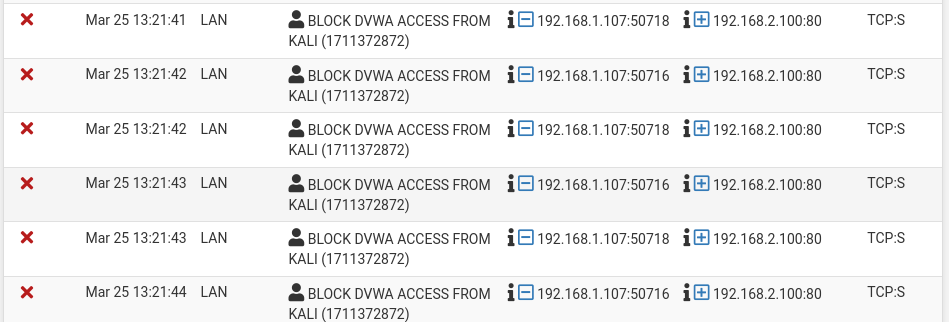 Mar 25 13:21:41 LAN BLOCK DVWA ACCESS FROM 192.168.1.107:50718 192.168.2.100:80 TCP:S
KALI (1711372872)
Mar 25 13:21:42 LAN BLOCK DVWA ACCESS FROM 192.168.1.107:50716 192.168.2.100:80 TCP:S
KALI (1711372872)
Mar 25 13:21:42 LAN BLOCK DVWA ACCESS FROM 192.168.1.107:50718 192.168.2.100:80 TCP:S
KALI (1711372872)
Mar 25 13:21:43 LAN BLOCK DVWA ACCESS FROM 192.168.1.107:50716 192.168.2.100:80 TCP:S
KALI (1711372872)
Mar 25 13:21:43 LAN BLOCK DVWA ACCESS FROM 192.168.1.107:50718 192.168.2.100:80 TCP:S
KALI (1711372872)
Mar 25 13:21:44 LAN BLOCK DVWA ACCESS FROM 192.168.1.107:50716 192.168.2.100:80 TCP:S
KALI (1711372872)